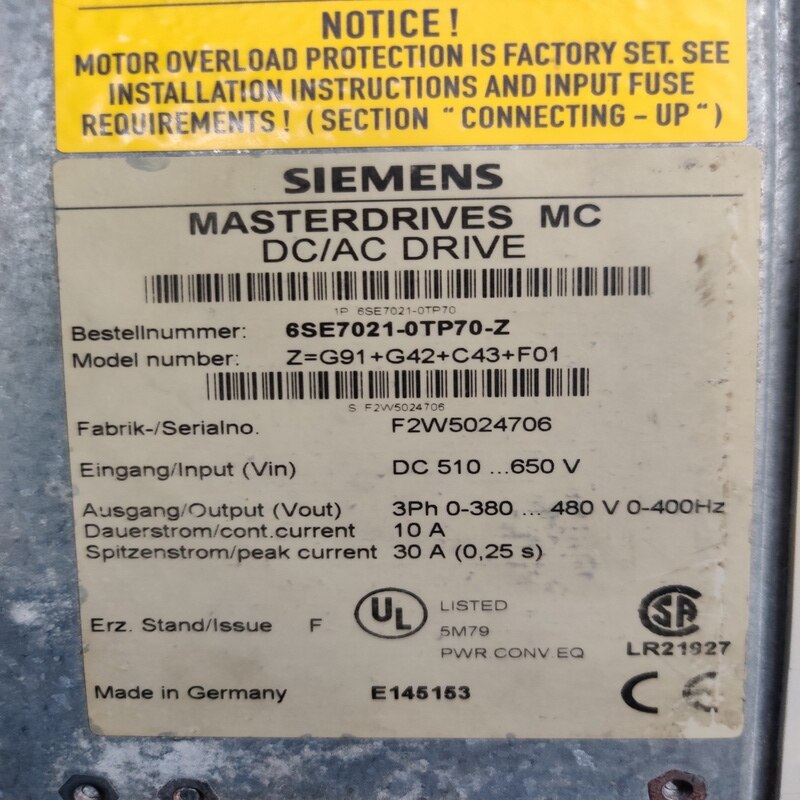 NOTICE!
MOTOR OVERLOAD PROTECTION IS FACTORY SET. SEE
INSTALLATION INSTRUCTIONS AND INPUT FUSE
REQUIREMENTS! (SECTION "CONNECTING - UP")
SIEMENS
MASTERDRIVES MC
DC/AC DRIVE
1P 6SE7021-0TP70
Bestellnummer: 6SE7021-0TP70-Z
Model number: Z=G91+G42+C43+F01
S F2W5024706
Fabrik-/Serialno. F2W5024706
Eingang/Input (Vin) DC 510 ...650 V
Ausgang/Output (Vout) 3Ph 0-380 ... 480 V 0-400Hz
Dauerstrom/cont.current 10 A
Spitzenstrom/peak current 30 A (0,25 s)
Erz. Stand/Issue F
UL LISTED
5M79
PWR CONV.EQ
SA
LR21927
Made in Germany E145153
CE